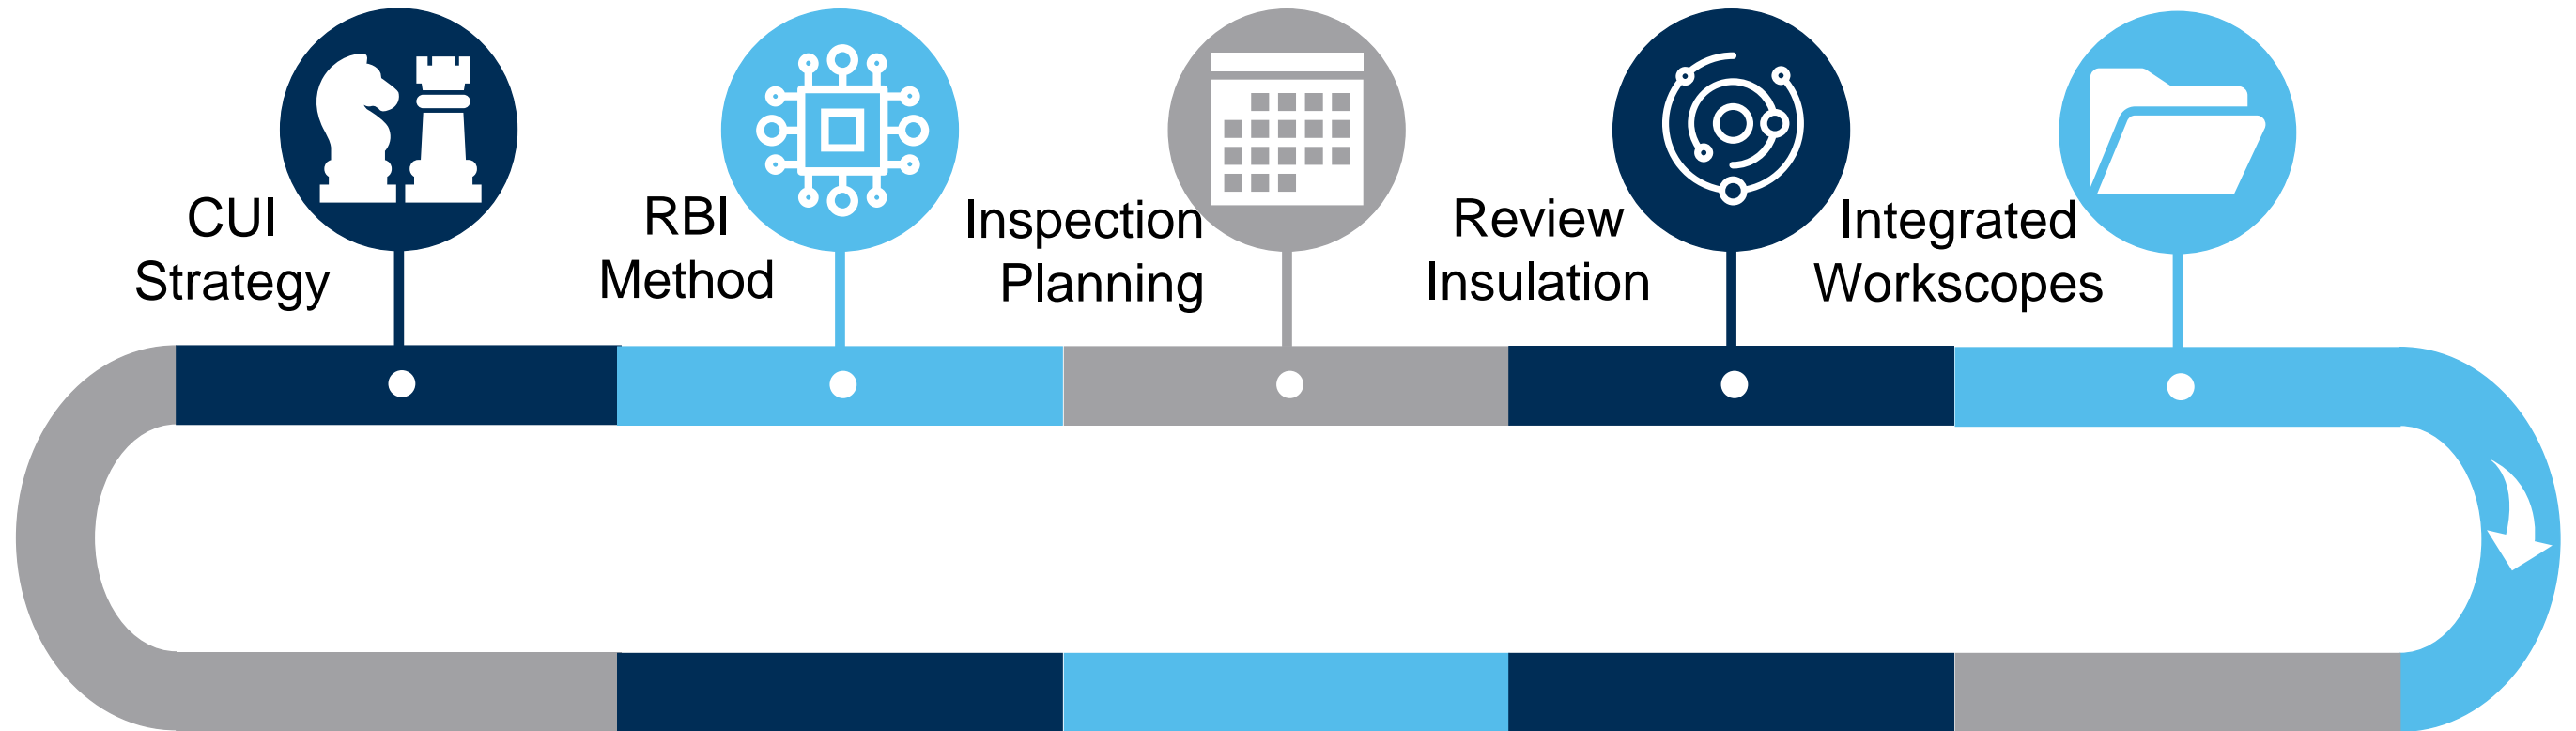 CUI
Strategy
RBI
Method
Inspection
Planning
Review
Insulation
Integrated
Workscopes